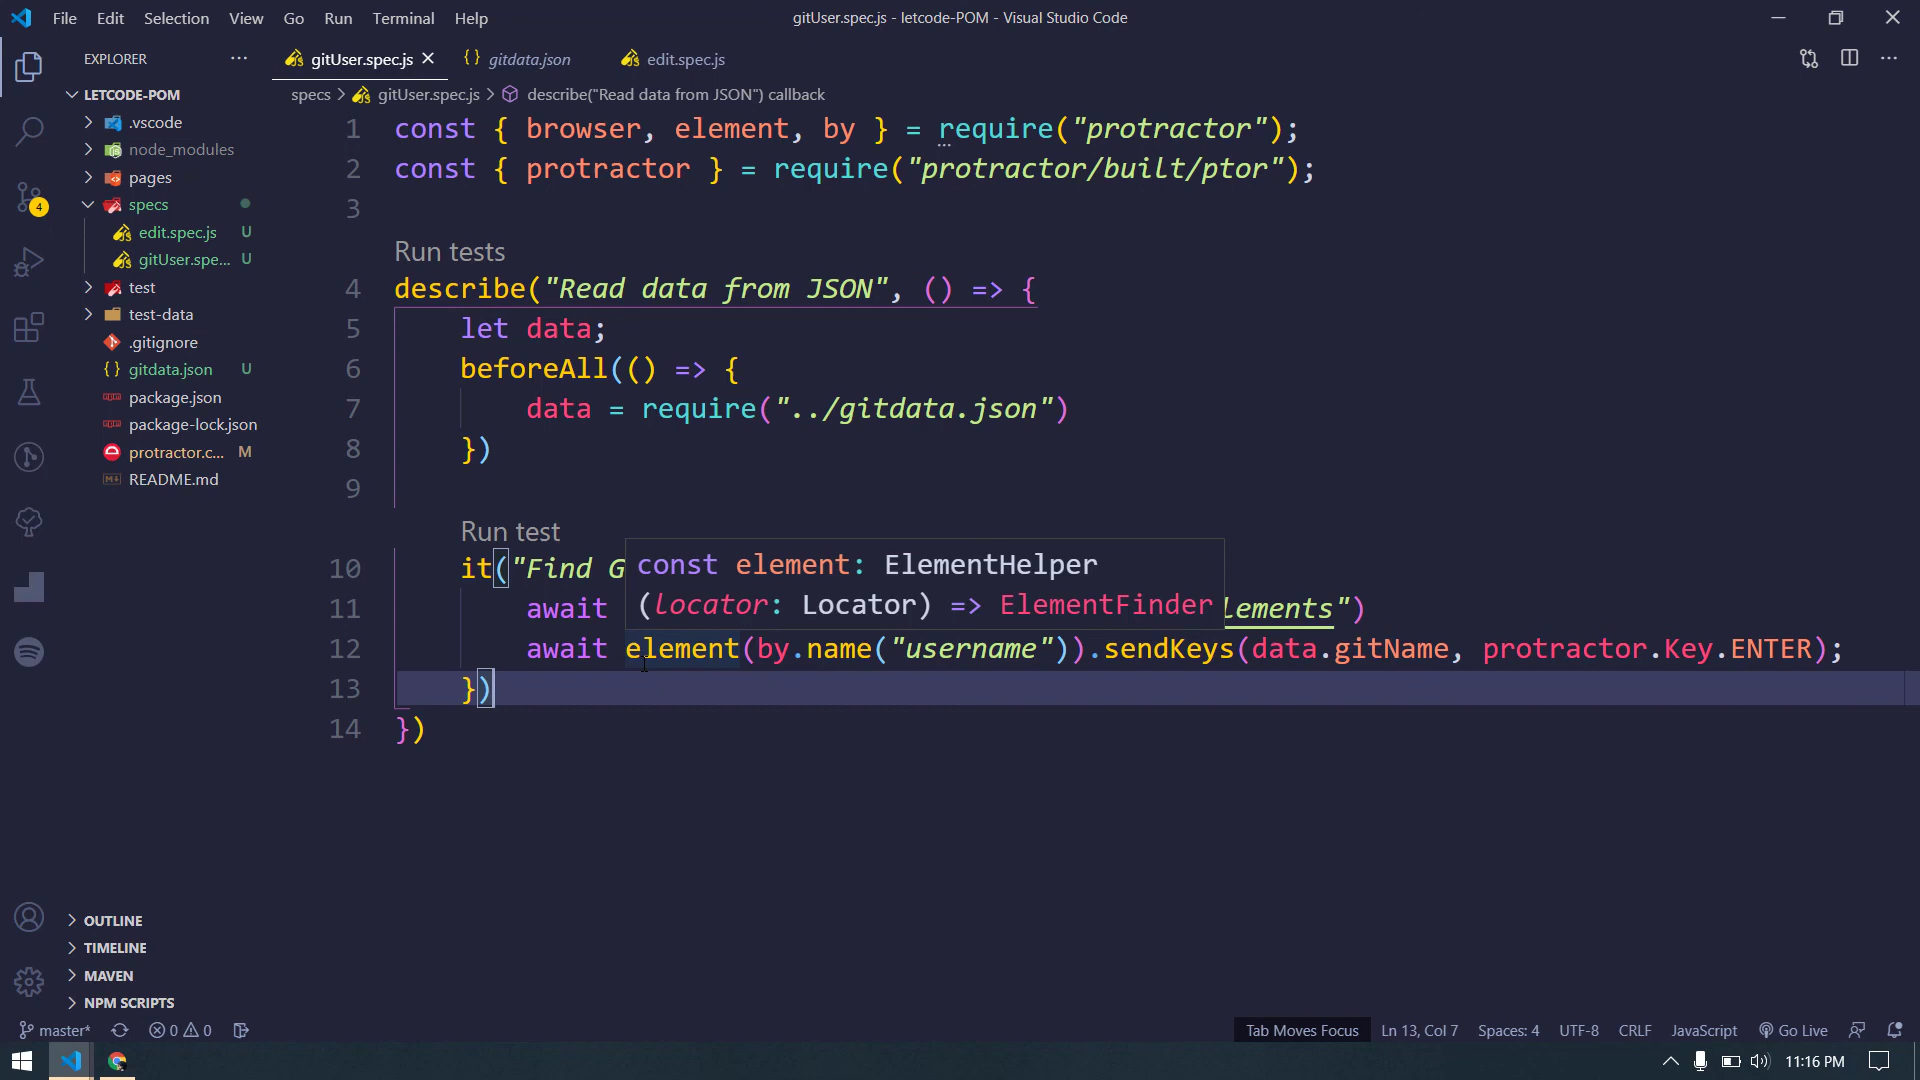 File Edit Selection View Go Run Terminal Help
gitUser.spec.js - letcode-POM - Visual Studio Code
EXPLORER
LETCODE-POM
.vscode
node_modules
pages
specs
edit.spec.js U
gitUser.spe... U
test
test-data
.gitignore
gitdata.json U
package.json
package-lock.json
protractor.c... M
README.md
4
OUTLINE
TIMELINE
MAVEN
NPM SCRIPTS
gitUser.spec.js gitdata.json edit.spec.js
specs > gitUser.spec.js > describe("Read data from JSON") callback
1 const { browser, element, by } = require("protractor");
2 const { protractor } = require("protractor/built/ptor");
3
Run tests
4 describe("Read data from JSON", () => {
5 let data;
6 beforeAll(() => {
7 data = require("../gitdata.json")
8 })
9
Run test
10 it("Find G
const element: ElementHelper
(locator: Locator) => ElementFinder
11 await lements")
12 await element(by.name("username")).sendKeys(data.gitName, protractor.Key.ENTER);
13 })
14 })
master* 0 0 Tab Moves Focus Ln 13, Col 7 Spaces: 4 UTF-8 CRLF JavaScript Go Live
11:16 PM